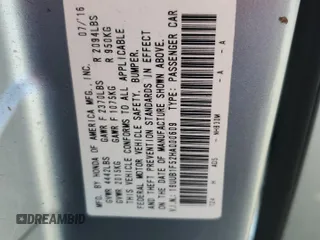 MFD. BY HONDA OF AMERICA MFG., INC. 07/16
GVWR 4442LBS GAWR F 2370LBS R 2094LBS
GVWR 2015KG GAWR F 1075KG R 950KG
THIS VEHICLE CONFORMS TO ALL APPLICABLE
FEDERAL MOTOR VEHICLE SAFETY, BUMPER,
AND THEFT PREVENTION STANDARDS IN EFFECT
ON THE DATE OF MANUFACTURE SHOWN ABOVE.
V.I.N.: 19UUB1F52HA000609 TYPE: PASSENGER CAR
A - A - A